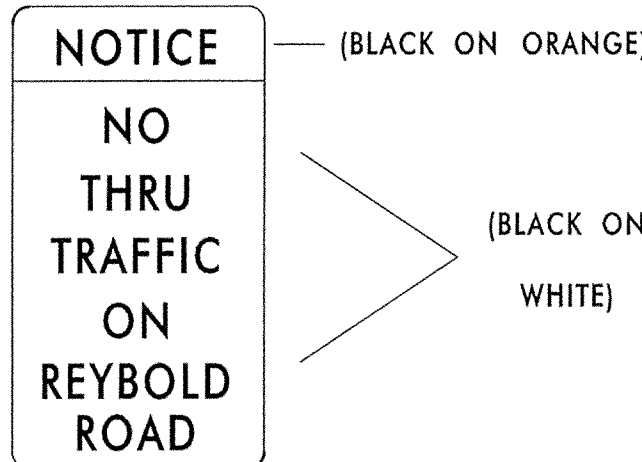 NOTICE
(BLACK ON ORANGE)
NO
THRU
TRAFFIC
ON
REYBOLD
ROAD
(BLACK ON
WHITE)